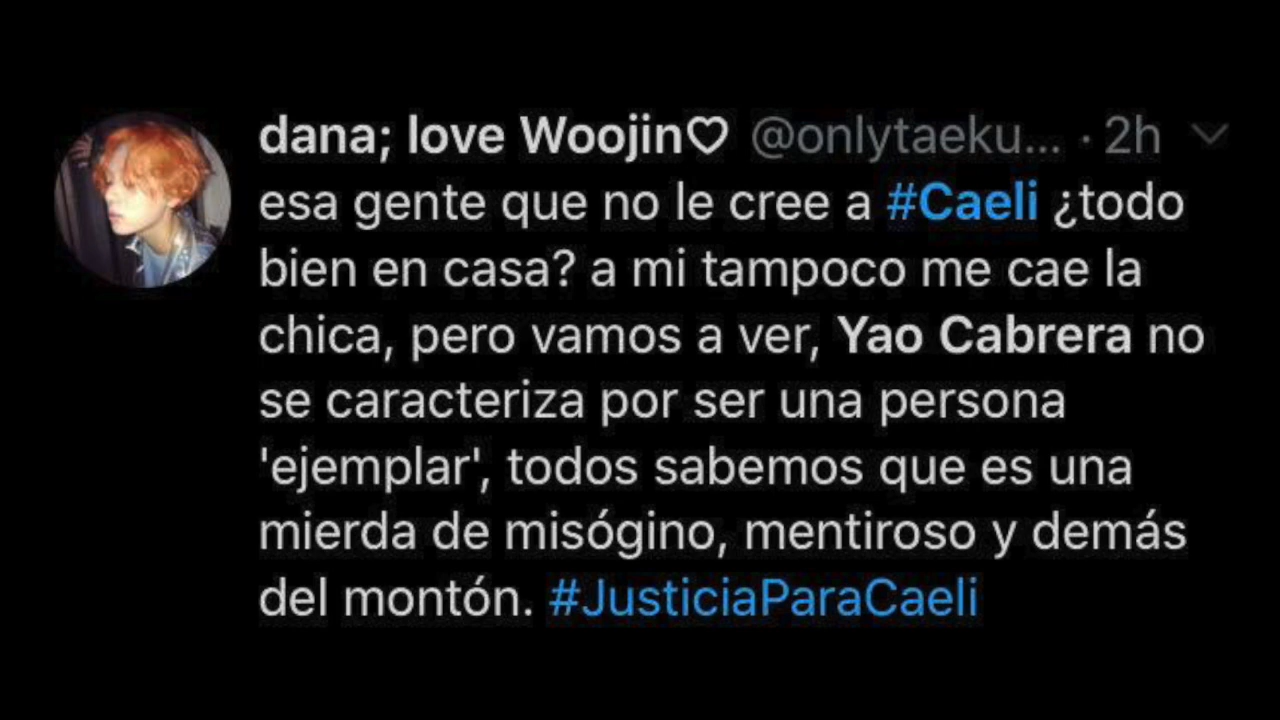 dana; love Woojin♡ @onlytaeku... · 2h
esa gente que no le cree a #Caeli ¿todo
bien en casa? a mi tampoco me cae la
chica, pero vamos a ver, Yao Cabrera no
se caracteriza por ser una persona
'ejemplar', todos sabemos que es una
mierda de misógino, mentiroso y demás
del montón. #JusticiaParaCaeli